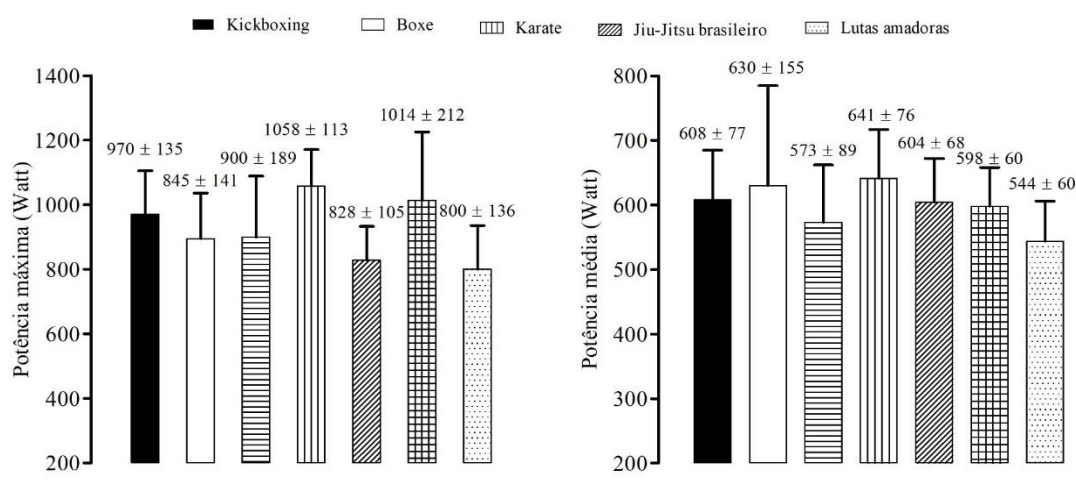 Kickboxing Boxe Karate Jiu-Jitsu brasileiro Lutas amadoras
Potência máxima (Watt)
1400
1200
1000
800
600
400
200
970 ± 135
845 ± 141
900 ± 189
1058 ± 113
828 ± 105
1014 ± 212
800 ± 136
Potência média (Watt)
800
700
600
500
400
300
200
608 ± 77
630 ± 155
573 ± 89
641 ± 76
604 ± 68
598 ± 60
544 ± 60